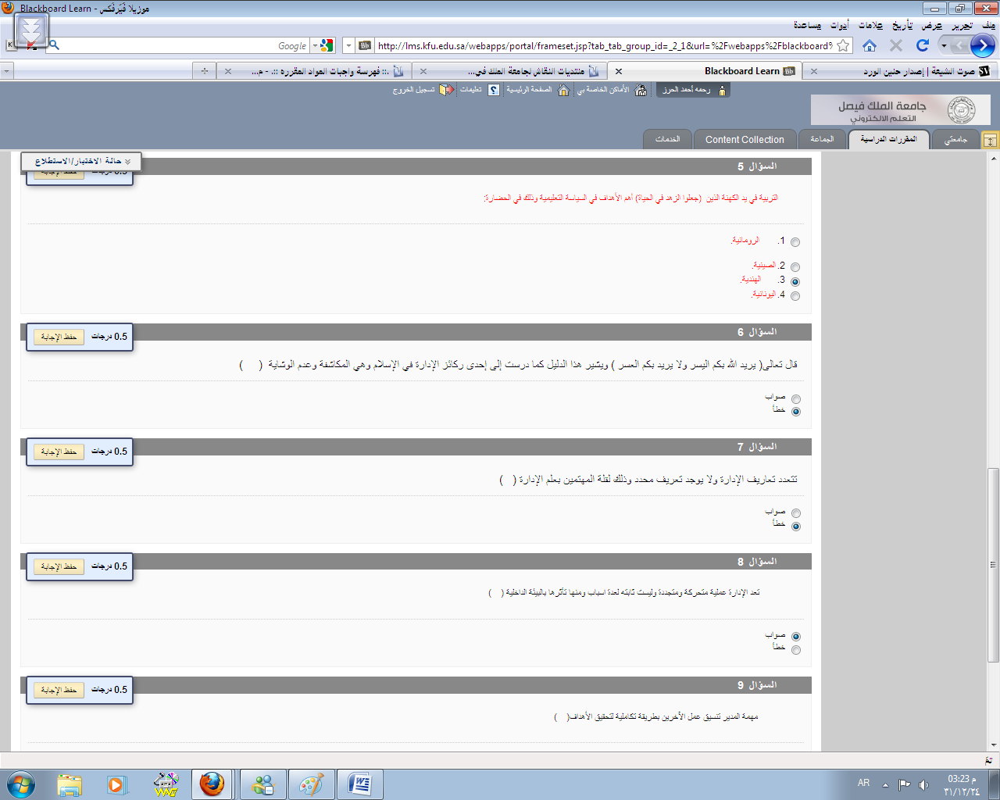 Blackboard Learn - موزيلا فَيَرفُكس
ملف تحرير عرض تأريخ علامات أدوات مساعدة
Google
http://lms.kfu.edu.sa/webapps/portal/frameset.jsp?tab_tab_group_id=_2_1&url=%2Fwebapps%2Fblackboard%
صوت الشيعة | إصدار حنين الورد
Blackboard Learn
منتديات النقاش لجامعة الملك في...
.:: فهرسة واجبات المواد المقرره ::. - م...
رحمه أحمد الحرز
الأماكن الخاصة بي
الصفحة الرئيسية
تعليمات
تسجيل الخروج
جامعة الملك فيصل
التعلم الالكتروني
جامعتي
المقررات الدراسية
الجماعة
Content Collection
الخدمات
حالة الاختبار/الاستطلاع
السؤال 5
0.5 درجات
حفظ الإجابة
التربية في يد الكهنة الذين (جعلوا الزهد في الحياة) أهم الأهداف في السياسة التعليمية وذلك في الحضارة:
1. الرومانية.
2. الصينية.
3. الهندية.
4. اليونانية.
السؤال 6
0.5 درجات
حفظ الإجابة
قال تعالى( يريد الله بكم اليسر ولا يريد بكم العسر ) ويشير هذا الدليل كما درست إلى إحدى ركائز الإدارة في الإسلام وهي المكاشفة وعدم الوشاية ( )
صواب
خطأ
السؤال 7
0.5 درجات
حفظ الإجابة
تتعدد تعاريف الإدارة ولا يوجد تعريف محدد وذلك لقلة المهتمين بعلم الإدارة ( )
صواب
خطأ
السؤال 8
0.5 درجات
حفظ الإجابة
تعد الإدارة عملية متحركة ومتجددة وليست ثابته لعدة اسباب ومنها تأثرها بالبيئة الداخلية ( )
صواب
خطأ
السؤال 9
0.5 درجات
حفظ الإجابة
مهمة المدير تنسيق عمل الآخرين بطريقة تكاملية لتحقيق الأهداف( )
تمّ
AR
03:23 م
٣١/١٢/٢٤